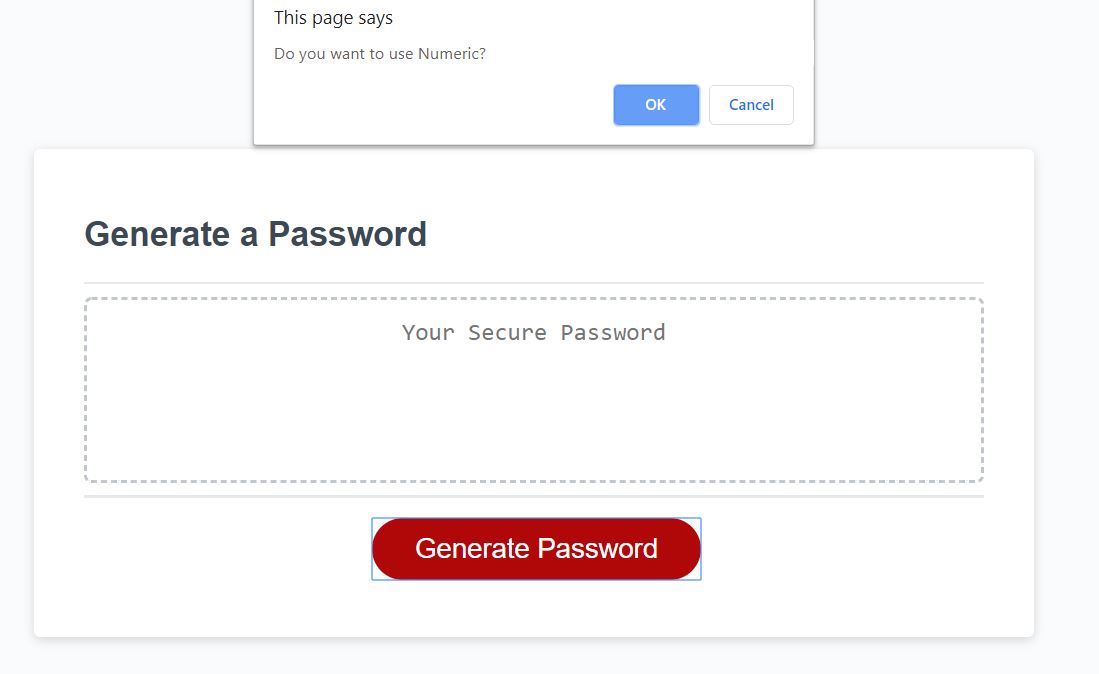 This page says
Do you want to use Numeric?
OK
Cancel
Generate a Password
Your Secure Password
Generate Password